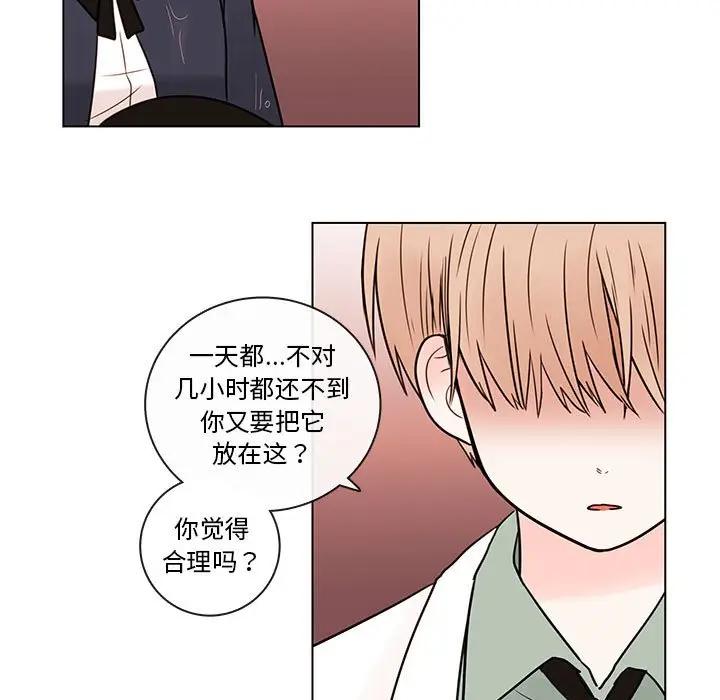 一天都...不对
几小时都还不到
你又要把它
放在这？
你觉得
合理吗？